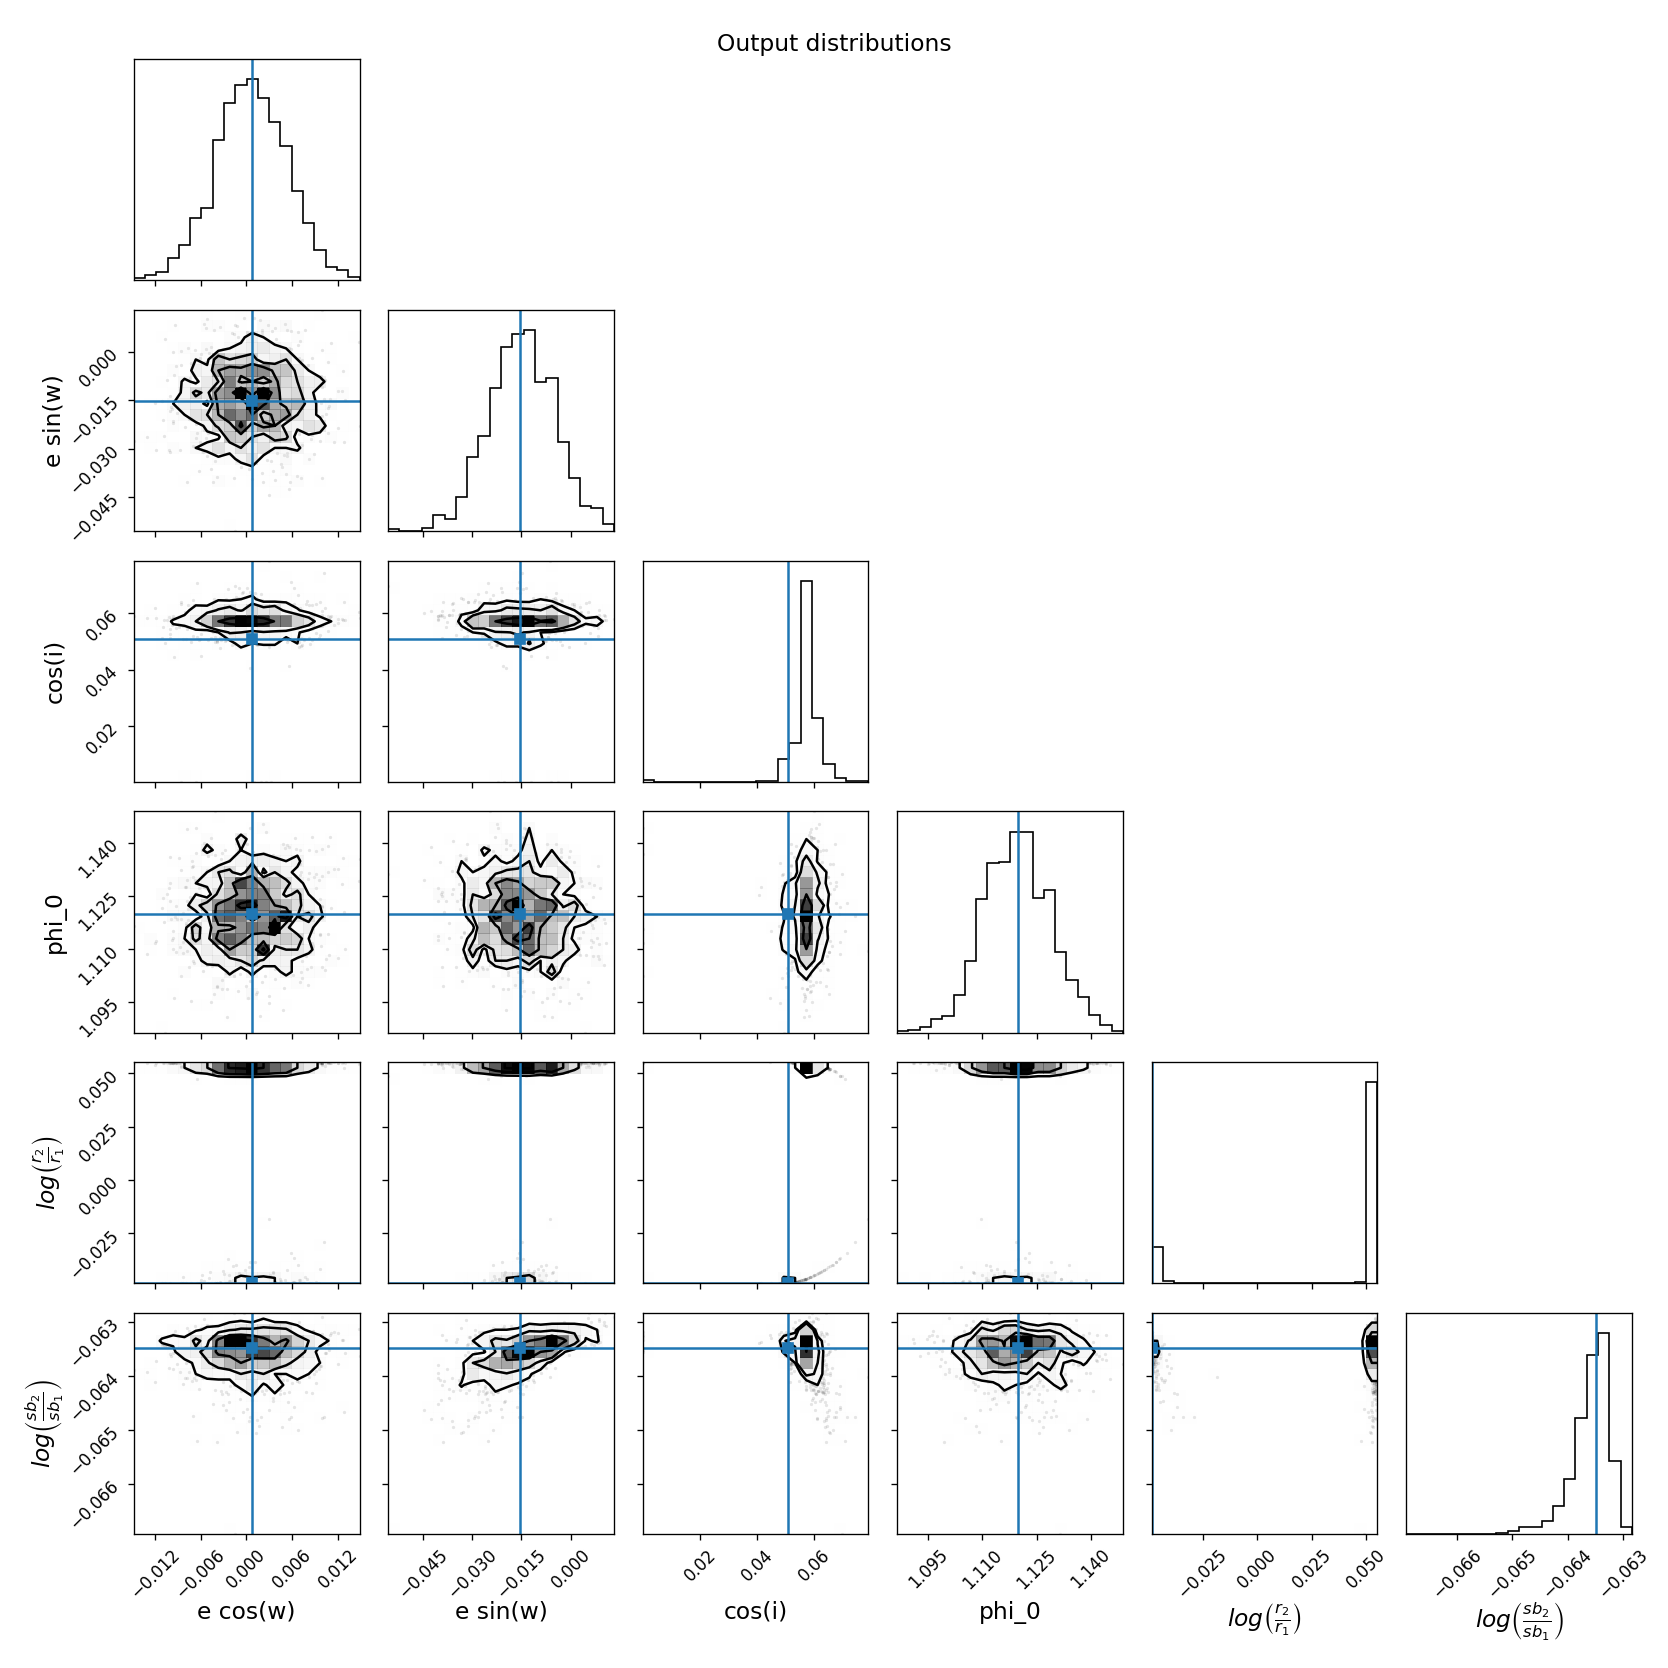 Output distributions
e sin(w)
0.000
−0.015
−0.030
−0.045
cos(i)
0.06
0.04
0.02
phi_0
1.140
1.125
1.110
1.095
log(r2/r1)
0.050
0.025
0.000
−0.025
log(sb2/sb1)
−0.063
−0.064
−0.065
−0.066
−0.012 −0.006 0.000 0.006 0.012 −0.045 −0.030 −0.015 0.000 0.02 0.04 0.06 1.095 1.110 1.125 1.140 −0.025 0.000 0.025 0.050 −0.066 −0.065 −0.064 −0.063
e cos(w) e sin(w) cos(i) phi_0 log(r2/r1) log(sb2/sb1)